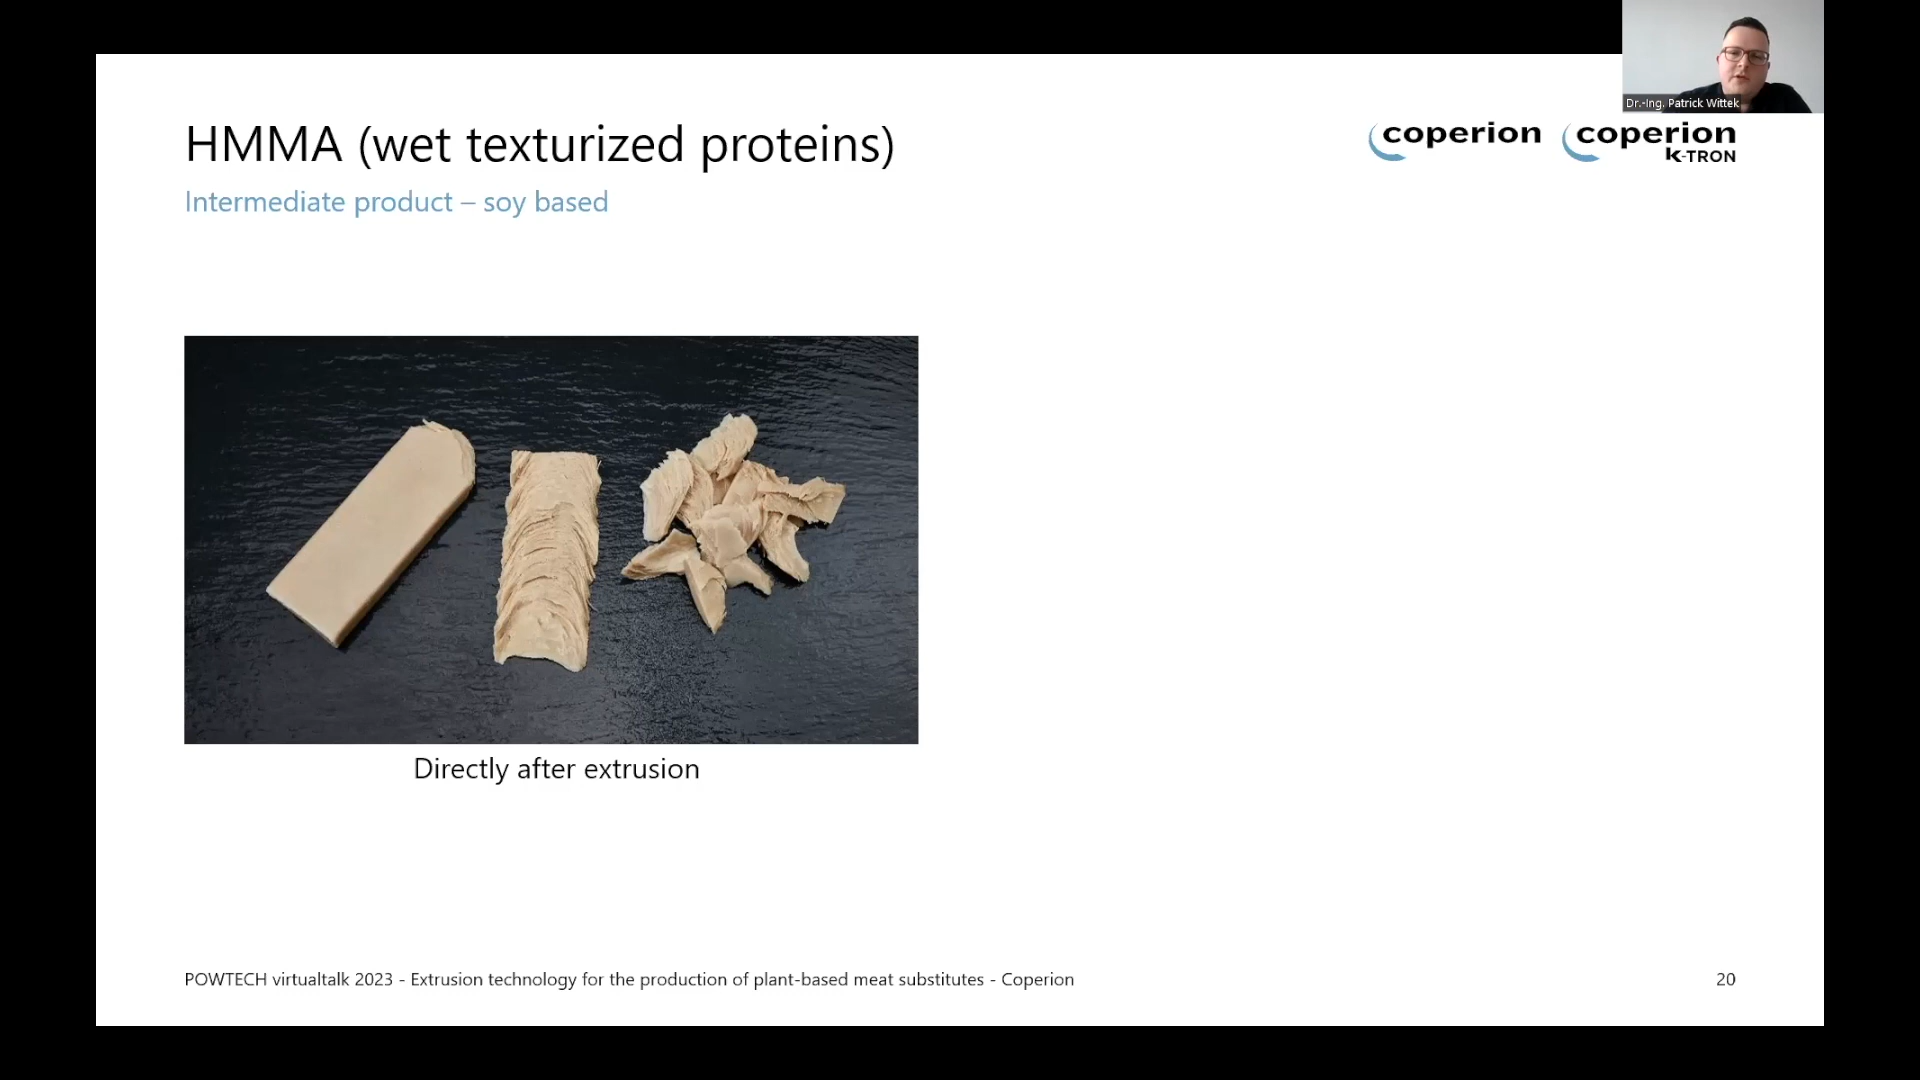 Dr.-Ing. Patrick Wittek
HMMA (wet texturized proteins)
coperion
coperion
K-TRON
Intermediate product – soy based
Directly after extrusion
POWTECH virtualtalk 2023 - Extrusion technology for the production of plant-based meat substitutes - Coperion
20